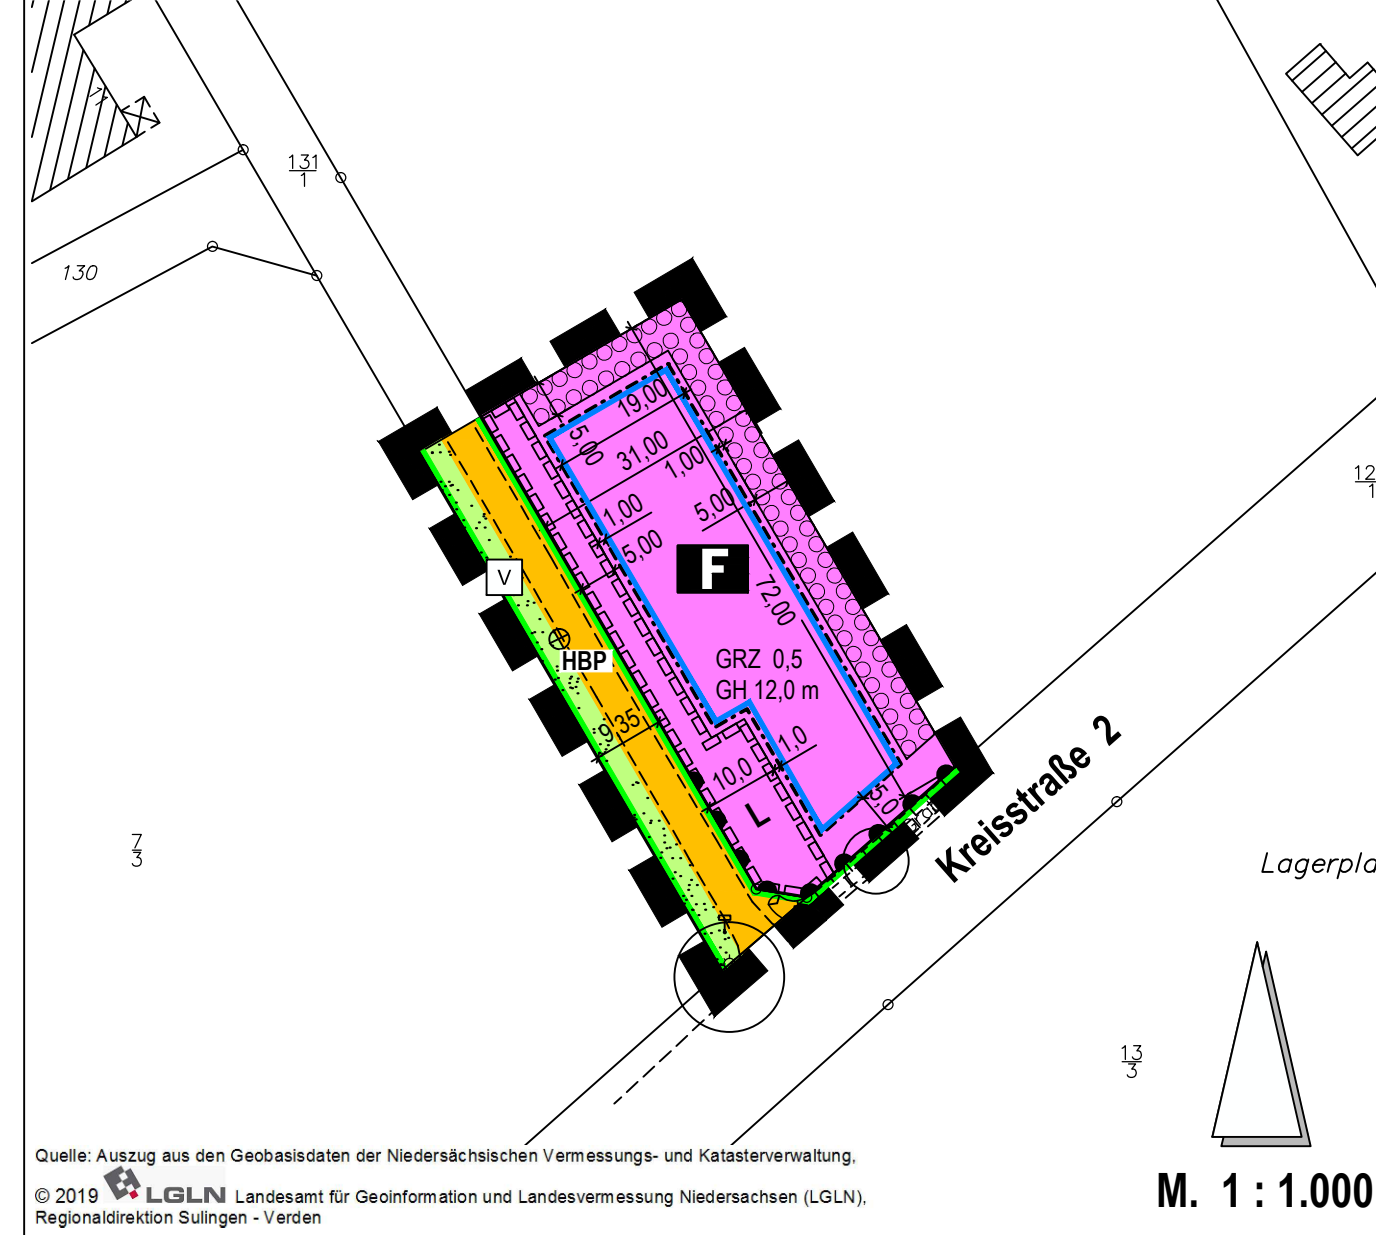 131
1
130
12
1
19,00
5,00
31,00
1,00
1,00
5,00
5,00
F
V
72,00
HBP
GRZ 0,5
GH 12,0 m
9,35
1,0
10,0
5,0
L
Kreisstraße 2
7
3
Lagerpla
13
3
Quelle: Auszug aus den Geobasisdaten der Niedersächsischen Vermessungs- und Katasterverwaltung,
© 2019 LGLN Landesamt für Geoinformation und Landesvermessung Niedersachsen (LGLN),
Regionaldirektion Sulingen - Verden
M. 1 : 1.000